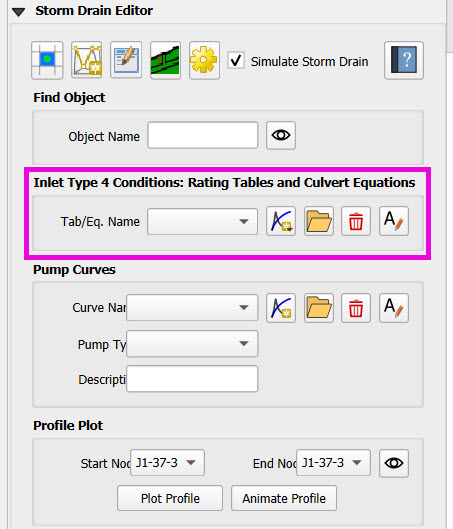 Storm Drain Editor
Simulate Storm Drain
?
Find Object
Object Name
Inlet Type 4 Conditions: Rating Tables and Culvert Equations
Tab/Eq. Name
A
Pump Curves
Curve Nar
A
Pump Ty
Descripti
Profile Plot
Start Noc J1-37-3 End Noc J1-37-3
Plot Profile Animate Profile